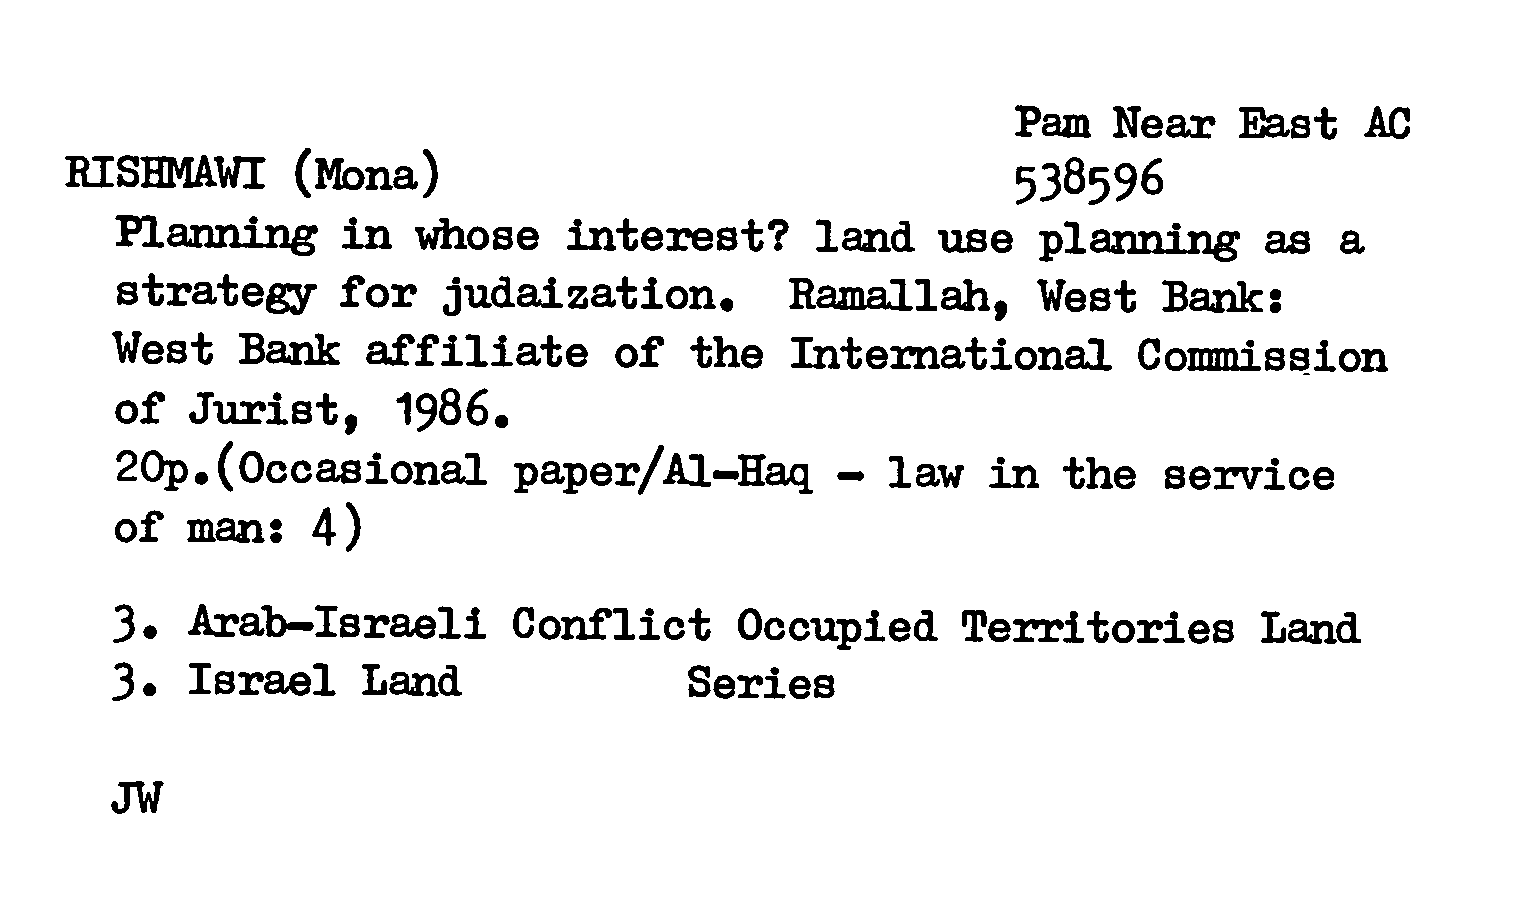 Pam Near East AC
RISHMAWI (Mona)
538596
Planning in whose interest? land use planning as a
strategy for judaization. Ramallah, West Bank:
West Bank affiliate of the International Commission
of Jurist, 1986.
20p.(Occasional paper/Al-Haq - law in the service
of man: 4)
3. Arab-Israeli Conflict Occupied Territories Land
3. Israel Land Series
JW